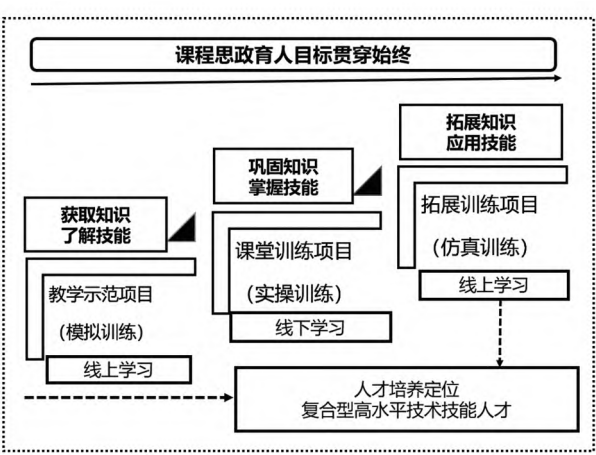 课程思政育人目标贯穿始终
拓展知识
应用技能
巩固知识
掌握技能
获取知识
了解技能
拓展训练项目
（仿真训练）
线上学习
课堂训练项目
（实操训练）
线下学习
教学示范项目
（模拟训练）
线上学习
人才培养定位
复合型高水平技术技能人才